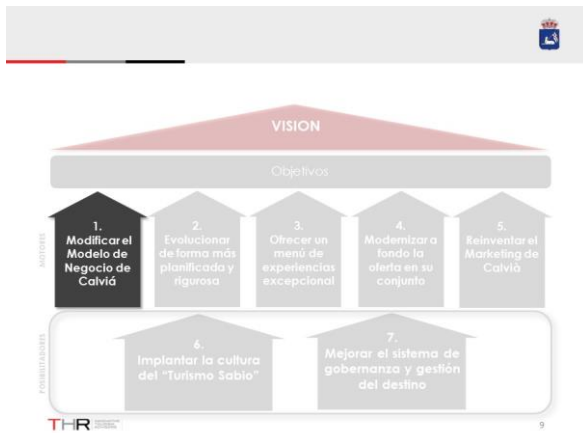 VISION
Objetivos
MOTORES
1.
Modificar el
Modelo de
Negocio de
Calviá
2.
Evolucionar
de forma más
planificada y
rigurosa
3.
Ofrecer un
menú de
experiencias
excepcional
4.
Modernizar a
fondo la
oferta en su
conjunto
5.
Reinventar el
Marketing de
Calvià
POSIBILITADORES
6.
Implantar la cultura
del “Turismo Sabio”
7.
Mejorar el sistema de
gobernanza y gestión
del destino
THR
9